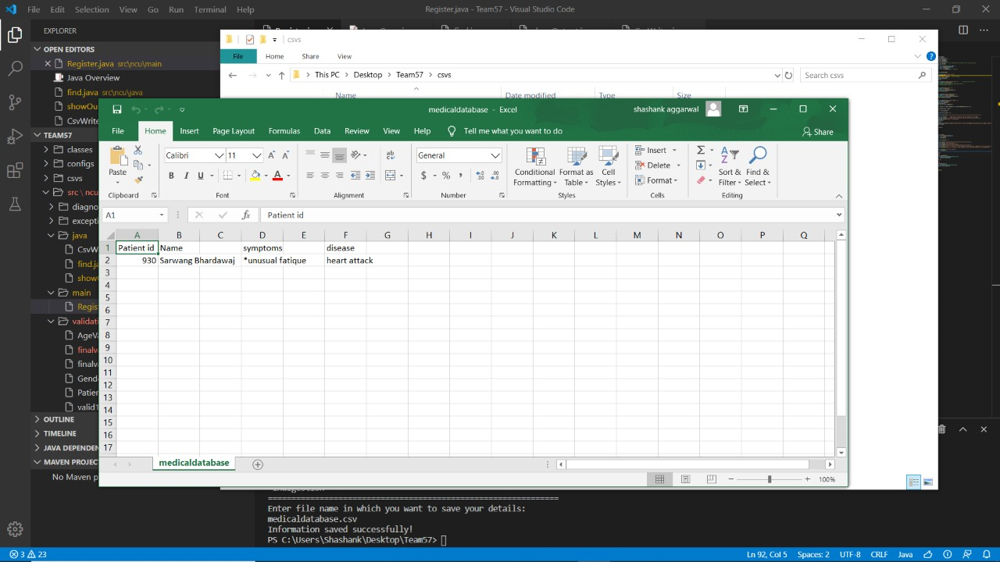 File Edit Selection View Go Run Terminal Help
Register.java - Team57 - Visual Studio Code
EXPLORER
OPEN EDITORS
Register.java src\ncu\main
Java Overview
find.java src\ncu\java
showOu
CsvWrite
TEAM57
classes
configs
csvs
src \ ncu
diagno
excepti
java
CsvW
find.ja
show
main
Regis
validati
AgeVa
finalva
finalva
Gende
Patien
valid1
OUTLINE
TIMELINE
JAVA DEPENDEN
MAVEN PROJECT
No Maven p
csvs
File Home Share View
This PC Desktop Team57 csvs
Search csvs
Name Date modified Type Size
medicaldatabase - Excel
shashank aggarwal
File Home Insert Page Layout Formulas Data Review View Help Tell me what you want to do
Share
Paste
Calibri 11
B U A
General
$ %
Conditional Formatting
Format as Table
Cell Styles
Insert
Delete
Format
Sort & Filter
Find & Select
Clipboard Font Alignment Number Styles Cells Editing
A1 fx Patient id
A B C D E F G H I J K L M N O P Q
1 Patient id Name symptoms disease
2 930 Sarwang Bhardawaj *unusual fatique heart attack
3
4
5
6
7
8
9
10
11
12
13
14
15
16
17
medicaldatabase
100%
Enter file name in which you want to save your details:
medicaldatabase.csv
Information saved successfully!
PS C:\Users\Shashank\Desktop\Team57>
3 23
Ln 92, Col 5 Spaces: 2 UTF-8 CRLF Java